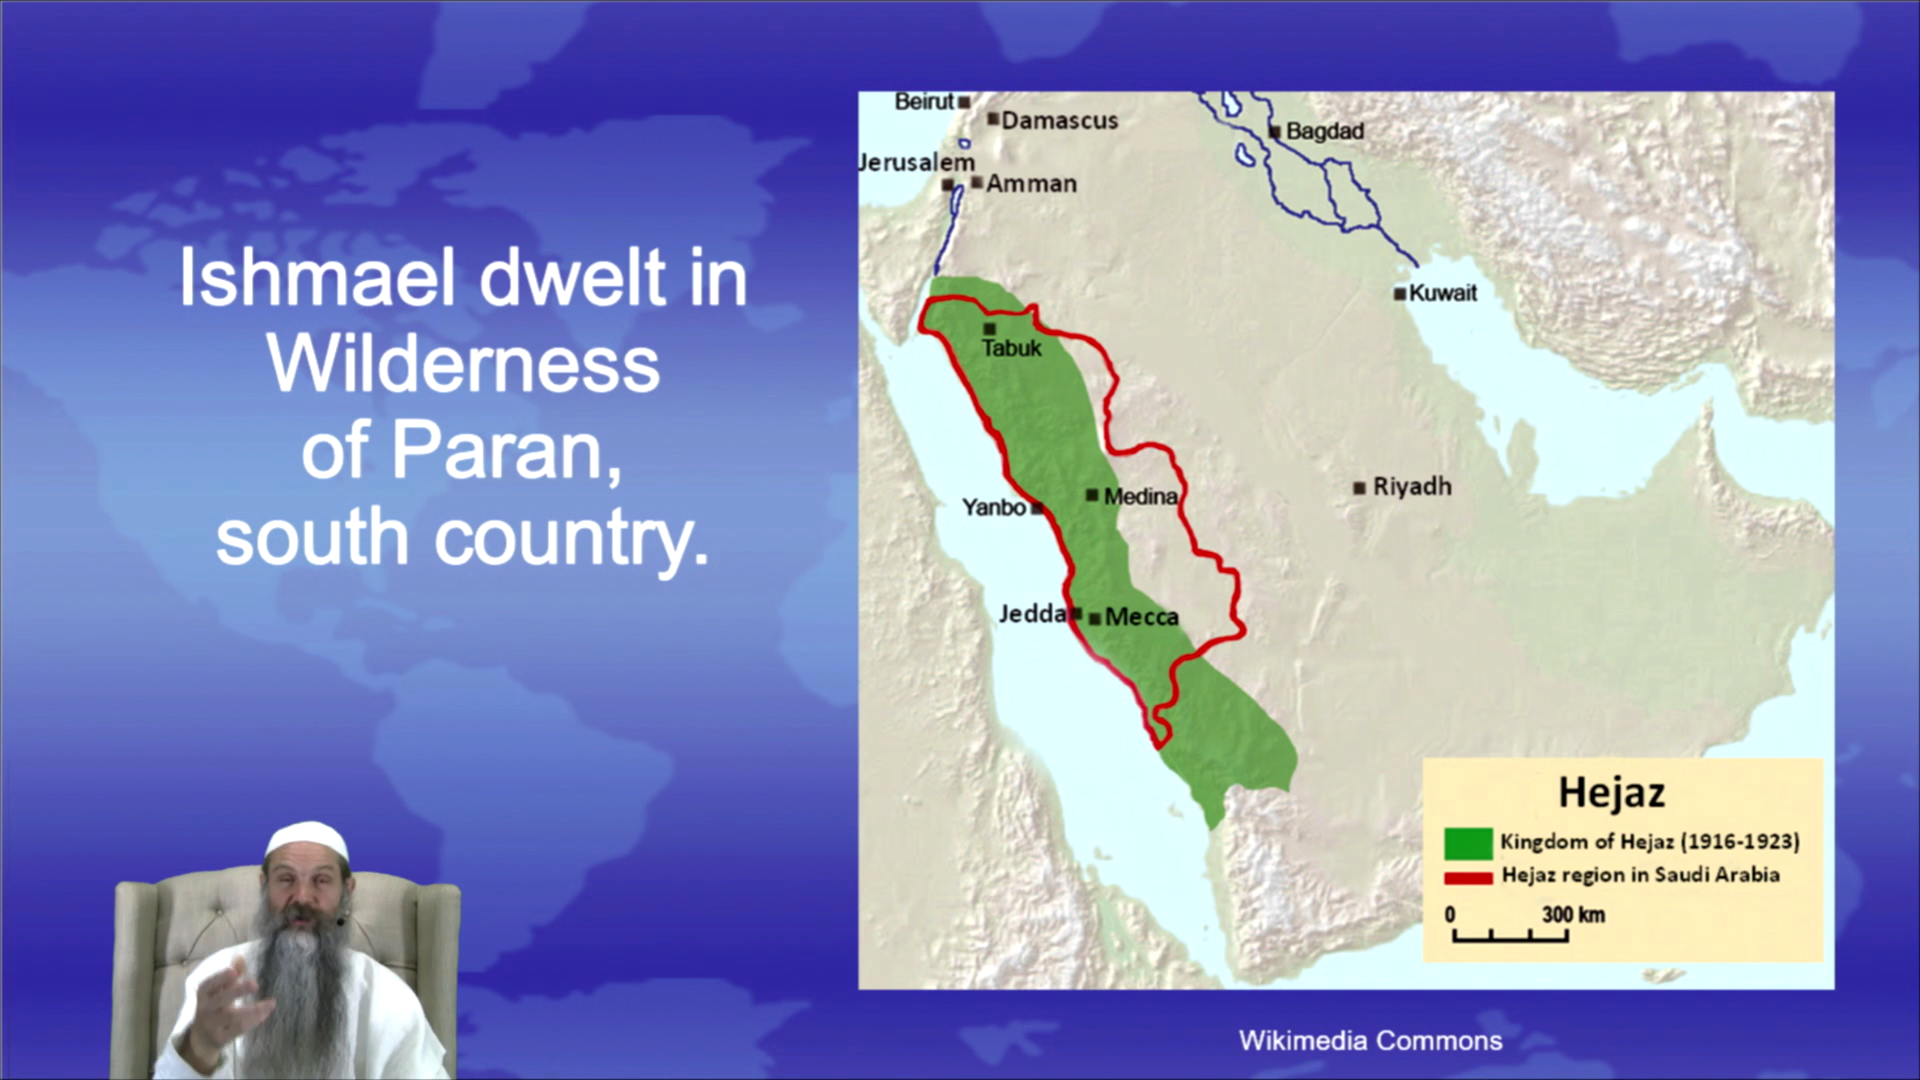 Ishmael dwelt in
Wilderness
of Paran,
south country.
Beirut
Damascus
Bagdad
Jerusalem
Amman
Kuwait
Tabuk
Riyadh
Medina
Yanbo
Jedda
Mecca
Hejaz
Kingdom of Hejaz (1916-1923)
Hejaz region in Saudi Arabia
0 300 km
Wikimedia Commons